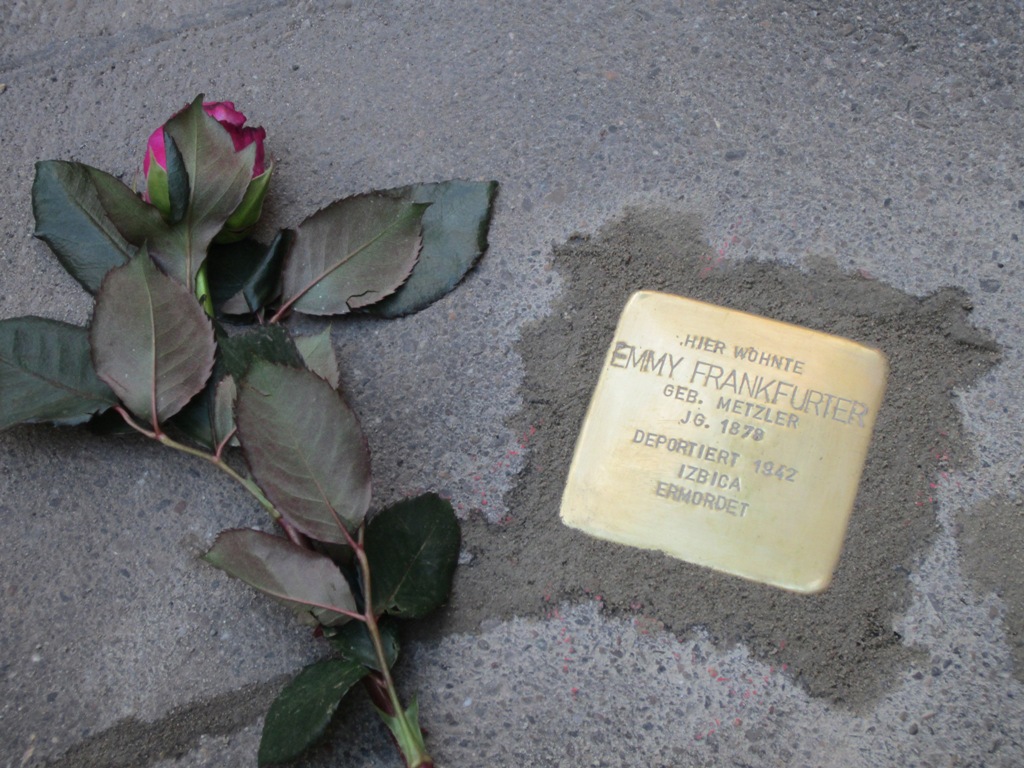 HIER WOHNTE
EMMY FRANKFURTER
GEB. METZLER
JG. 1879
DEPORTIERT 1942
IZBICA
ERMORDET